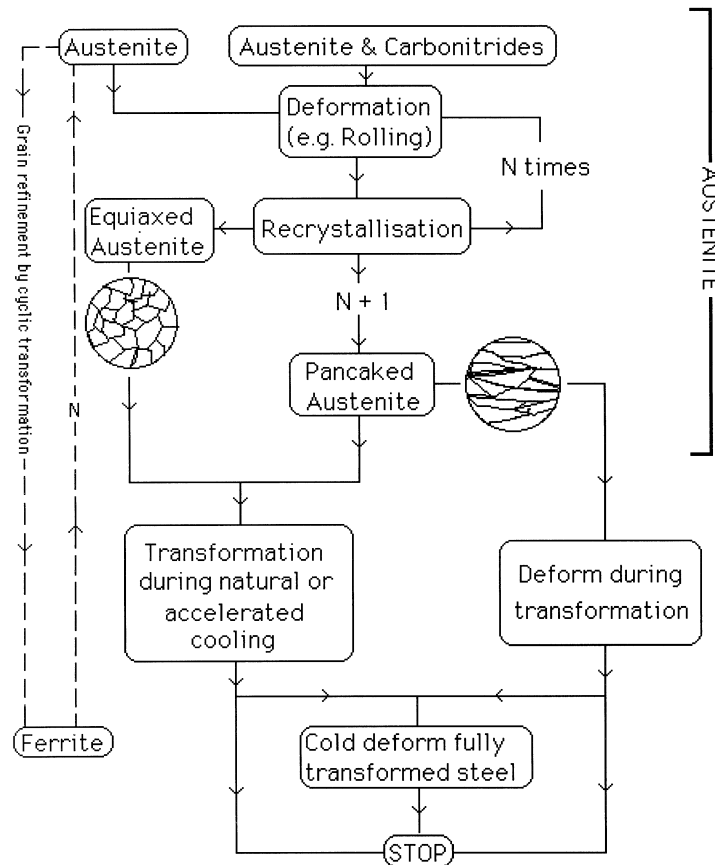 Austenite
Austenite & Carbonitrides
Deformation
(e.g. Rolling)
N times
Equiaxed
Austenite
Recrystallisation
N + 1
Pancaked
Austenite
AUSTENITE
Grain refinement by cyclic transformation
N
Transformation
during natural or
accelerated
cooling
Deform during
transformation
Ferrite
Cold deform fully
transformed steel
STOP